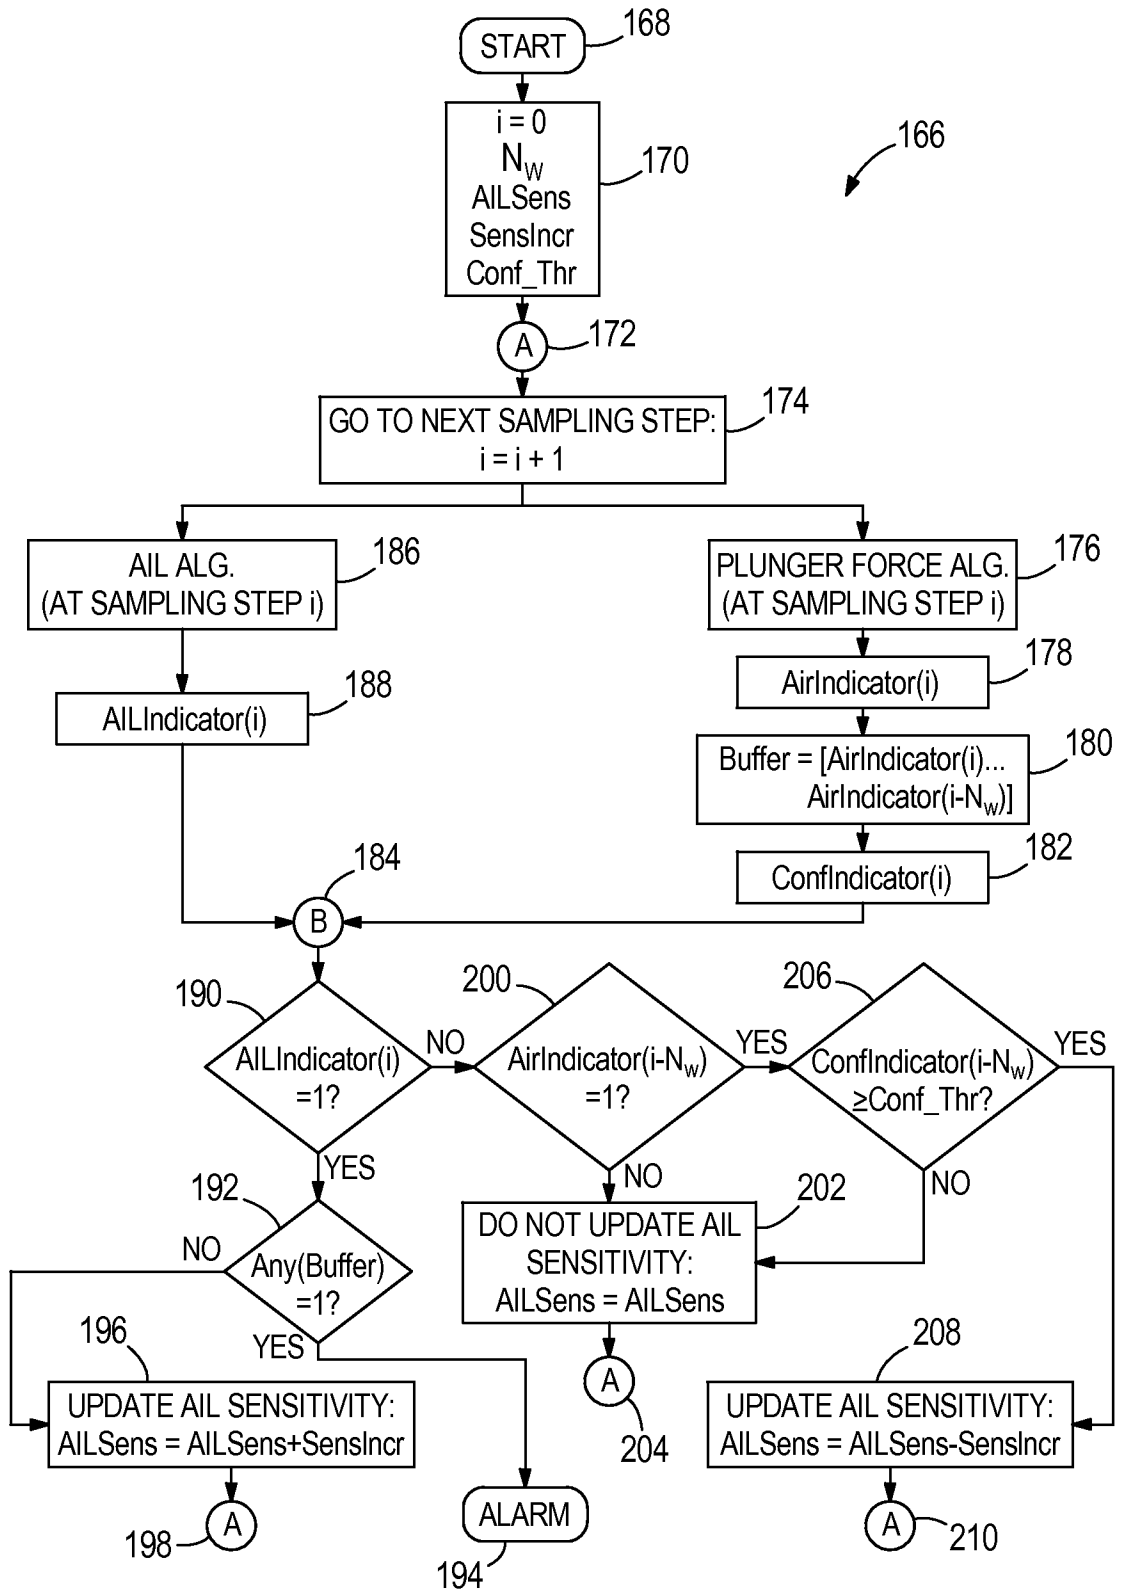 START
168
i = 0
N_W
AILSens
SensIncr
Conf_Thr
170
166
A
172
GO TO NEXT SAMPLING STEP:
i = i + 1
174
AIL ALG.
(AT SAMPLING STEP i)
186
PLUNGER FORCE ALG.
(AT SAMPLING STEP i)
176
AILIndicator(i)
188
AirIndicator(i)
178
Buffer = [AirIndicator(i)...
AirIndicator(i-N_w)]
180
ConfIndicator(i)
182
B
184
AILIndicator(i)
=1?
190
NO
YES
AirIndicator(i-N_w)
=1?
200
YES
NO
ConfIndicator(i-N_w)
≥Conf_Thr?
206
YES
NO
Any(Buffer)
=1?
192
NO
YES
DO NOT UPDATE AIL
SENSITIVITY:
AILSens = AILSens
202
A
204
UPDATE AIL SENSITIVITY:
AILSens = AILSens+SensIncr
196
A
198
ALARM
194
UPDATE AIL SENSITIVITY:
AILSens = AILSens-SensIncr
208
A
210